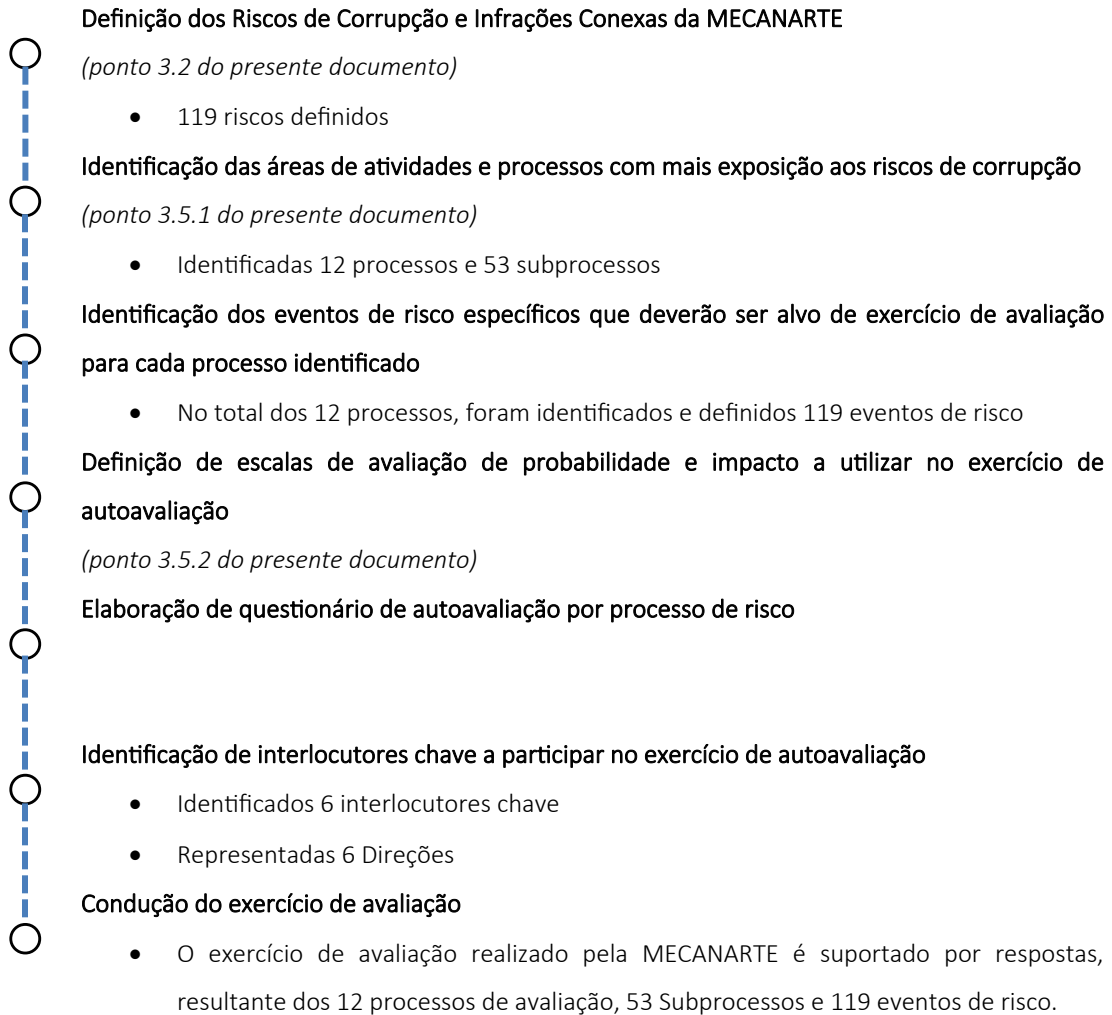 Definição dos Riscos de Corrupção e Infrações Conexas da MECANARTE
(ponto 3.2 do presente documento)
• 119 riscos definidos
Identificação das áreas de atividades e processos com mais exposição aos riscos de corrupção
(ponto 3.5.1 do presente documento)
• Identificadas 12 processos e 53 subprocessos
Identificação dos eventos de risco específicos que deverão ser alvo de exercício de avaliação
para cada processo identificado
• No total dos 12 processos, foram identificados e definidos 119 eventos de risco
Definição de escalas de avaliação de probabilidade e impacto a utilizar no exercício de
autoavaliação
(ponto 3.5.2 do presente documento)
Elaboração de questionário de autoavaliação por processo de risco
Identificação de interlocutores chave a participar no exercício de autoavaliação
• Identificados 6 interlocutores chave
• Representadas 6 Direções
Condução do exercício de avaliação
• O exercício de avaliação realizado pela MECANARTE é suportado por respostas,
resultante dos 12 processos de avaliação, 53 Subprocessos e 119 eventos de risco.